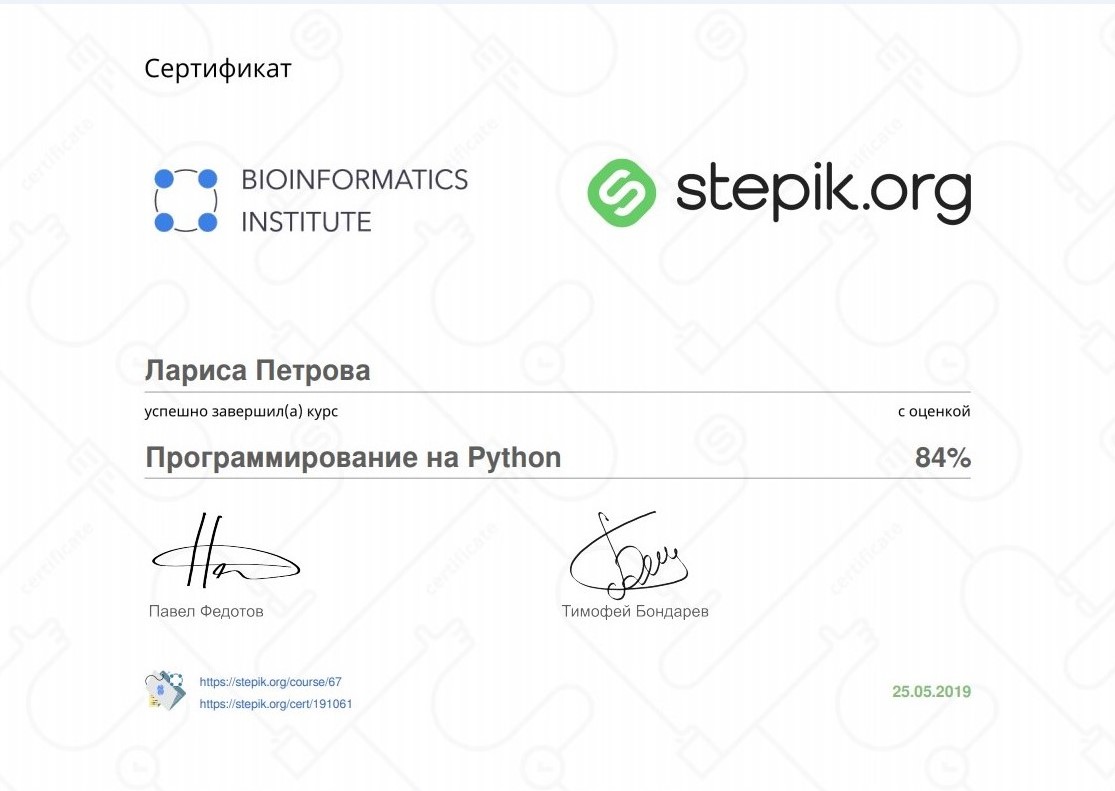 Сертификат
BIOINFORMATICS
INSTITUTE
stepik.org
Лариса Петрова
успешно завершил(а) курс
с оценкой
Программирование на Python
84%
Павел Федотов
Тимофей Бондарев
https://stepik.org/course/67
https://stepik.org/cert/191061
25.05.2019